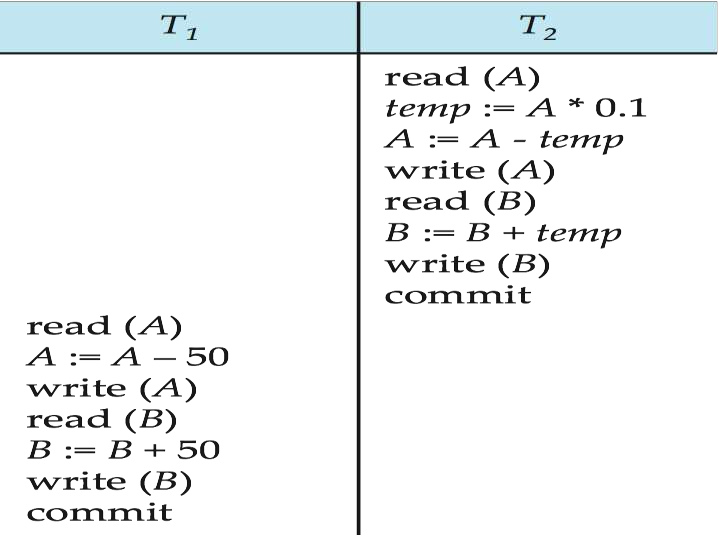 T₁ T₂
read (A)
temp := A * 0.1
A := A - temp
write (A)
read (B)
B := B + temp
write (B)
commit
read (A)
A := A – 50
write (A)
read (B)
B := B + 50
write (B)
commit